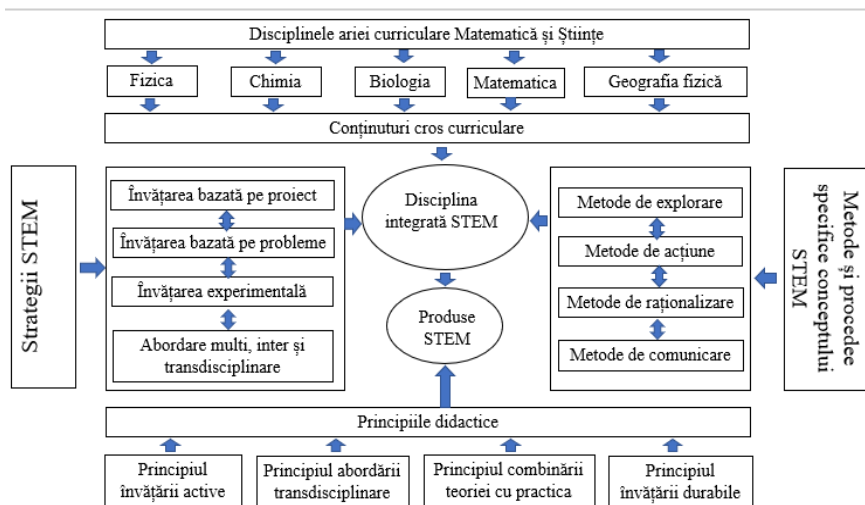 Disciplinele ariei curriculare Matematică și Științe
Fizica
Chimia
Biologia
Matematica
Geografia fizică
Conținuturi cros curriculare
Strategii STEM
Învățarea bazată pe proiect
Învățarea bazată pe probleme
Învățarea experimentală
Abordare multi, inter și
transdisciplinare
Disciplina
integrată STEM
Produse
STEM
Metode de explorare
Metode de acțiune
Metode de raționalizare
Metode de comunicare
Metode și procedee
specifice conceptului
STEM
Principiile didactice
Principiul
învățării active
Principiul abordării
transdisciplinare
Principiul combinării
teoriei cu practica
Principiul
învățării durabile